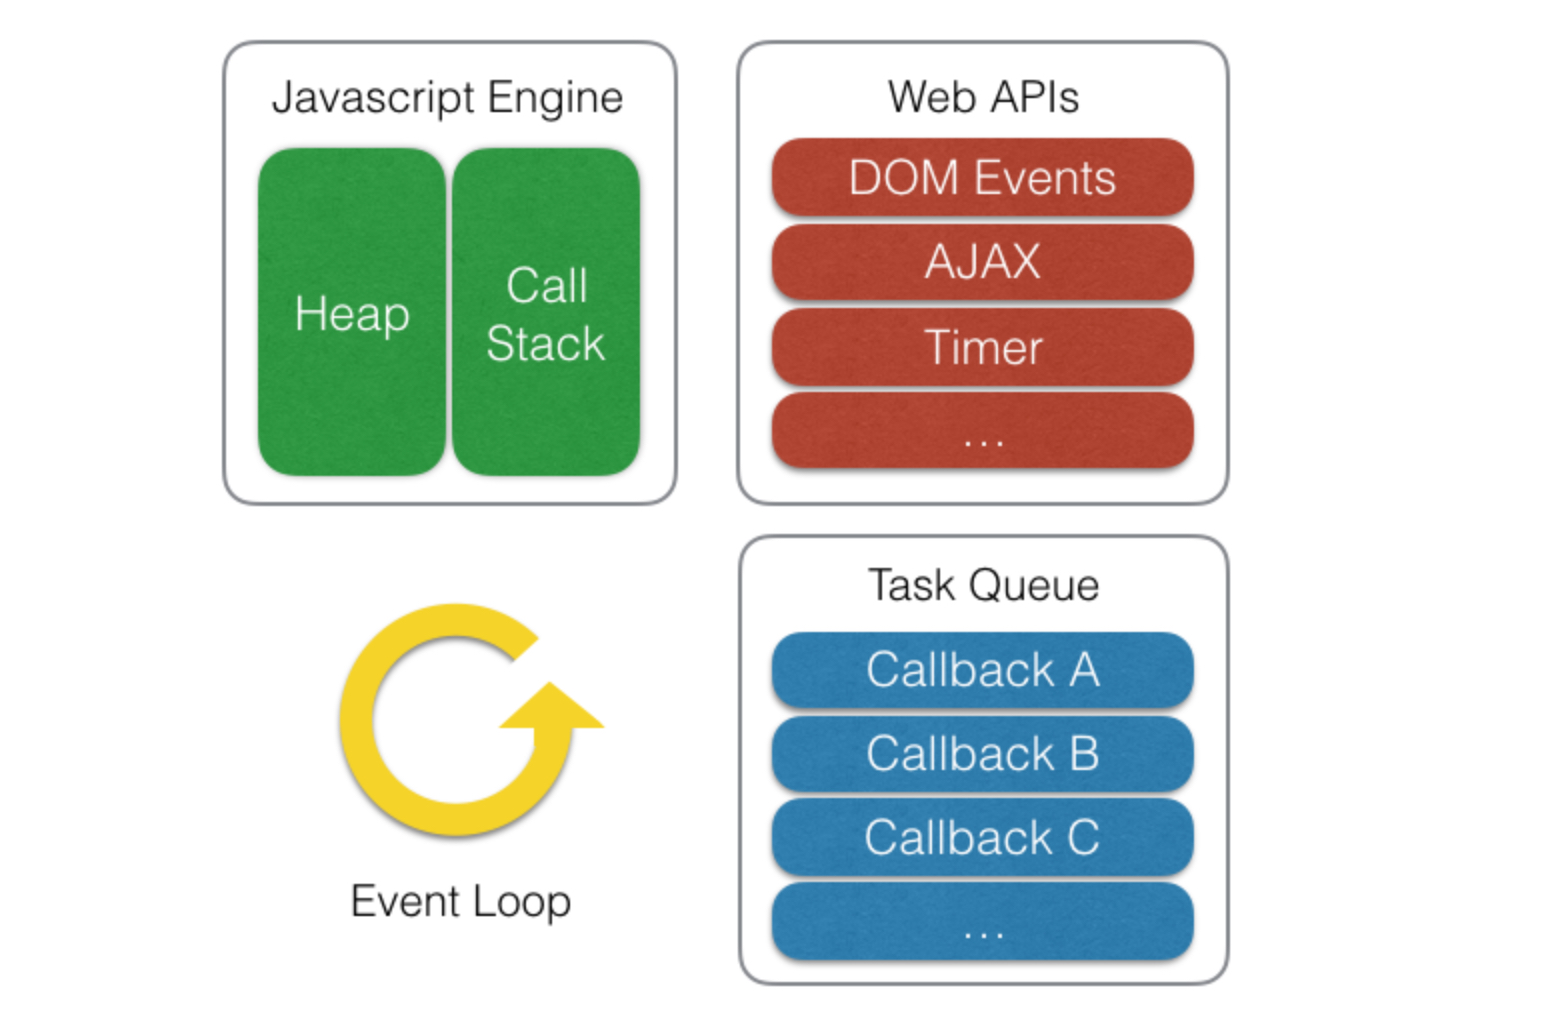 Javascript Engine
Heap
Call
Stack
Web APIs
DOM Events
AJAX
Timer
...
Event Loop
Task Queue
Callback A
Callback B
Callback C
...